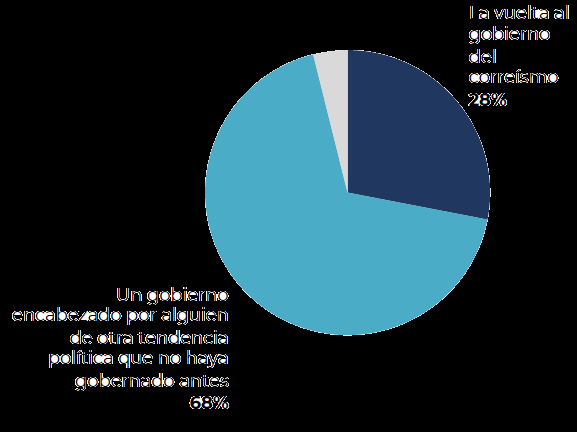 La vuelta al
gobierno
del
correísmo
28%
Un gobierno
encabezado por alguien
de otra tendencia
política que no haya
gobernado antes
68%